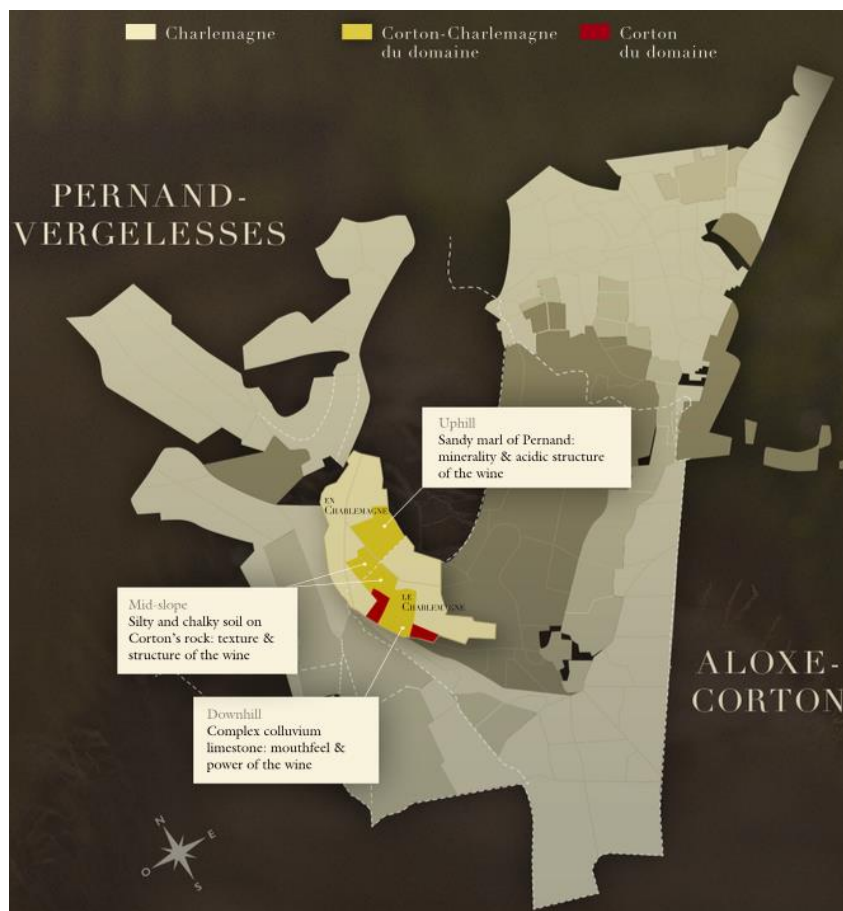 Charlemagne
Corton-Charlemagne
du domaine
Corton
du domaine
PERNAND-
VERGELESSES
Uphill
Sandy marl of Pernand:
minerality & acidic structure
of the wine
EN
CHARLEMAGNE
LE
CHARLEMAGNE
Mid-slope
Silty and chalky soil on
Corton's rock: texture &
structure of the wine
ALOXE-
CORTON
Downhill
Complex colluvium
limestone: mouthfeel &
power of the wine
N
E
O
S